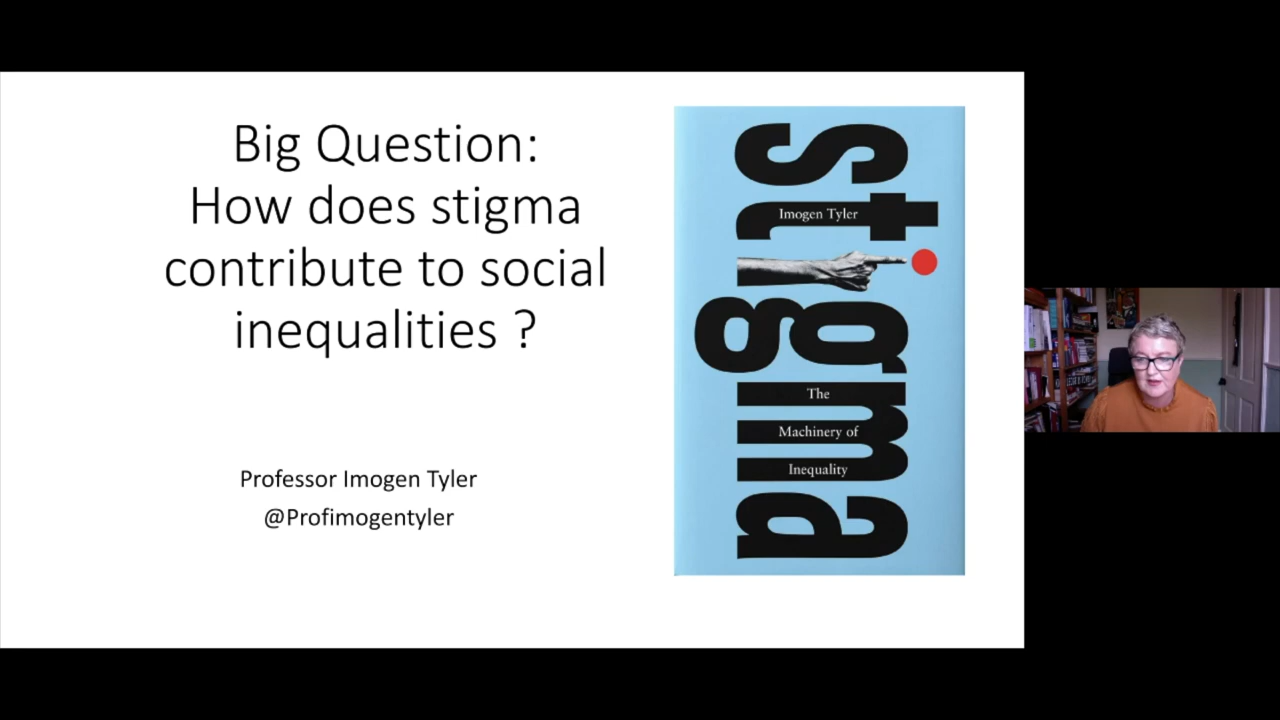 Big Question:
How does stigma
contribute to social
inequalities ?
Professor Imogen Tyler
@Profimogentyler
stigma
Imogen Tyler
The
Machinery of
Inequality